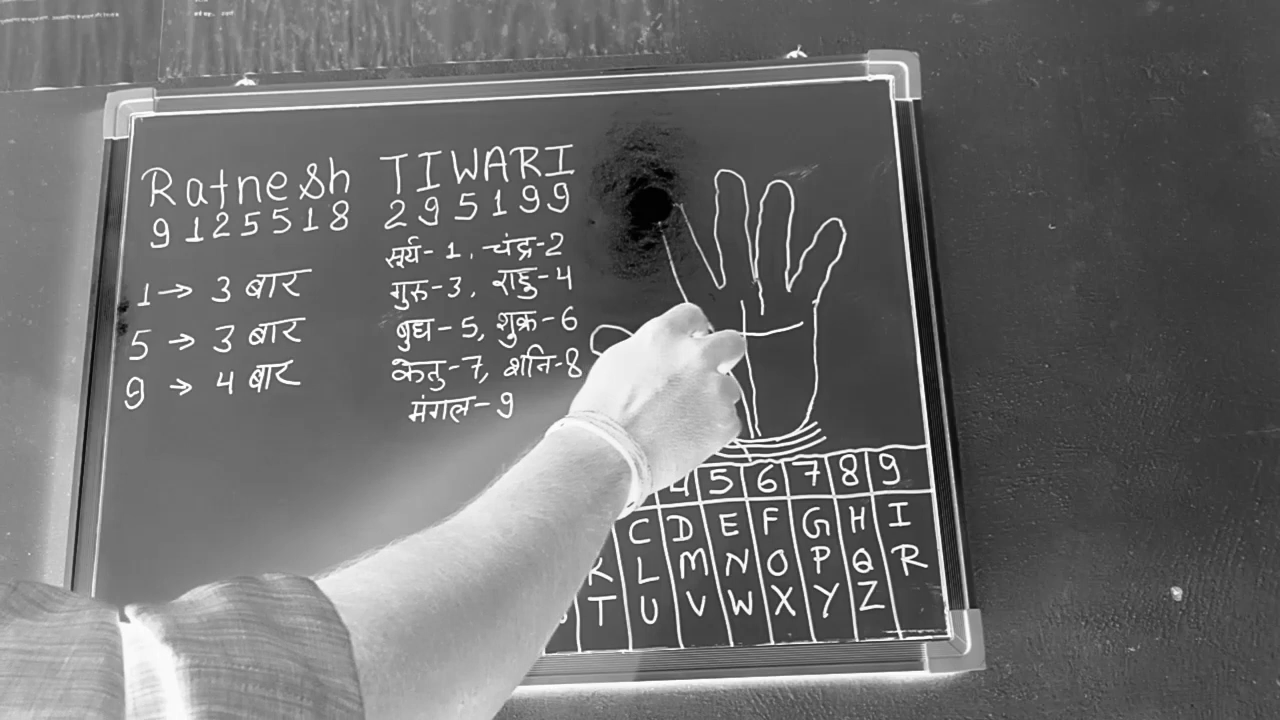 Ratnesh TIWARI
9125518 295199
1→ 3 बार
5 → 3 बार
9 → 4 बार
सूर्य- 1, चंद्र-2
गुरु-3, राहु-4
बुध-5, शुक्र-6
केतु-7, शनि-8
मंगल-9
4 5 6 7 8 9
C D E F G H I
K L M N O P Q R
T U V W X Y Z